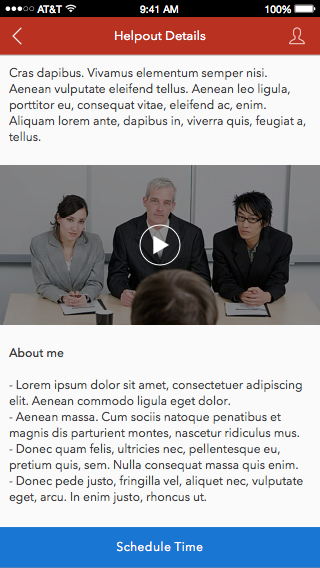 AT&T 9:41 AM 100%
Helpout Details
Cras dapibus. Vivamus elementum semper nisi.
Aenean vulputate eleifend tellus. Aenean leo ligula,
porttitor eu, consequat vitae, eleifend ac, enim.
Aliquam lorem ante, dapibus in, viverra quis, feugiat a,
tellus.
About me
- Lorem ipsum dolor sit amet, consectetuer adipiscing
elit. Aenean commodo ligula eget dolor.
- Aenean massa. Cum sociis natoque penatibus et
magnis dis parturient montes, nascetur ridiculus mus.
- Donec quam felis, ultricies nec, pellentesque eu,
pretium quis, sem. Nulla consequat massa quis enim.
- Donec pede justo, fringilla vel, aliquet nec, vulputate
eget, arcu. In enim justo, rhoncus ut.
Schedule Time